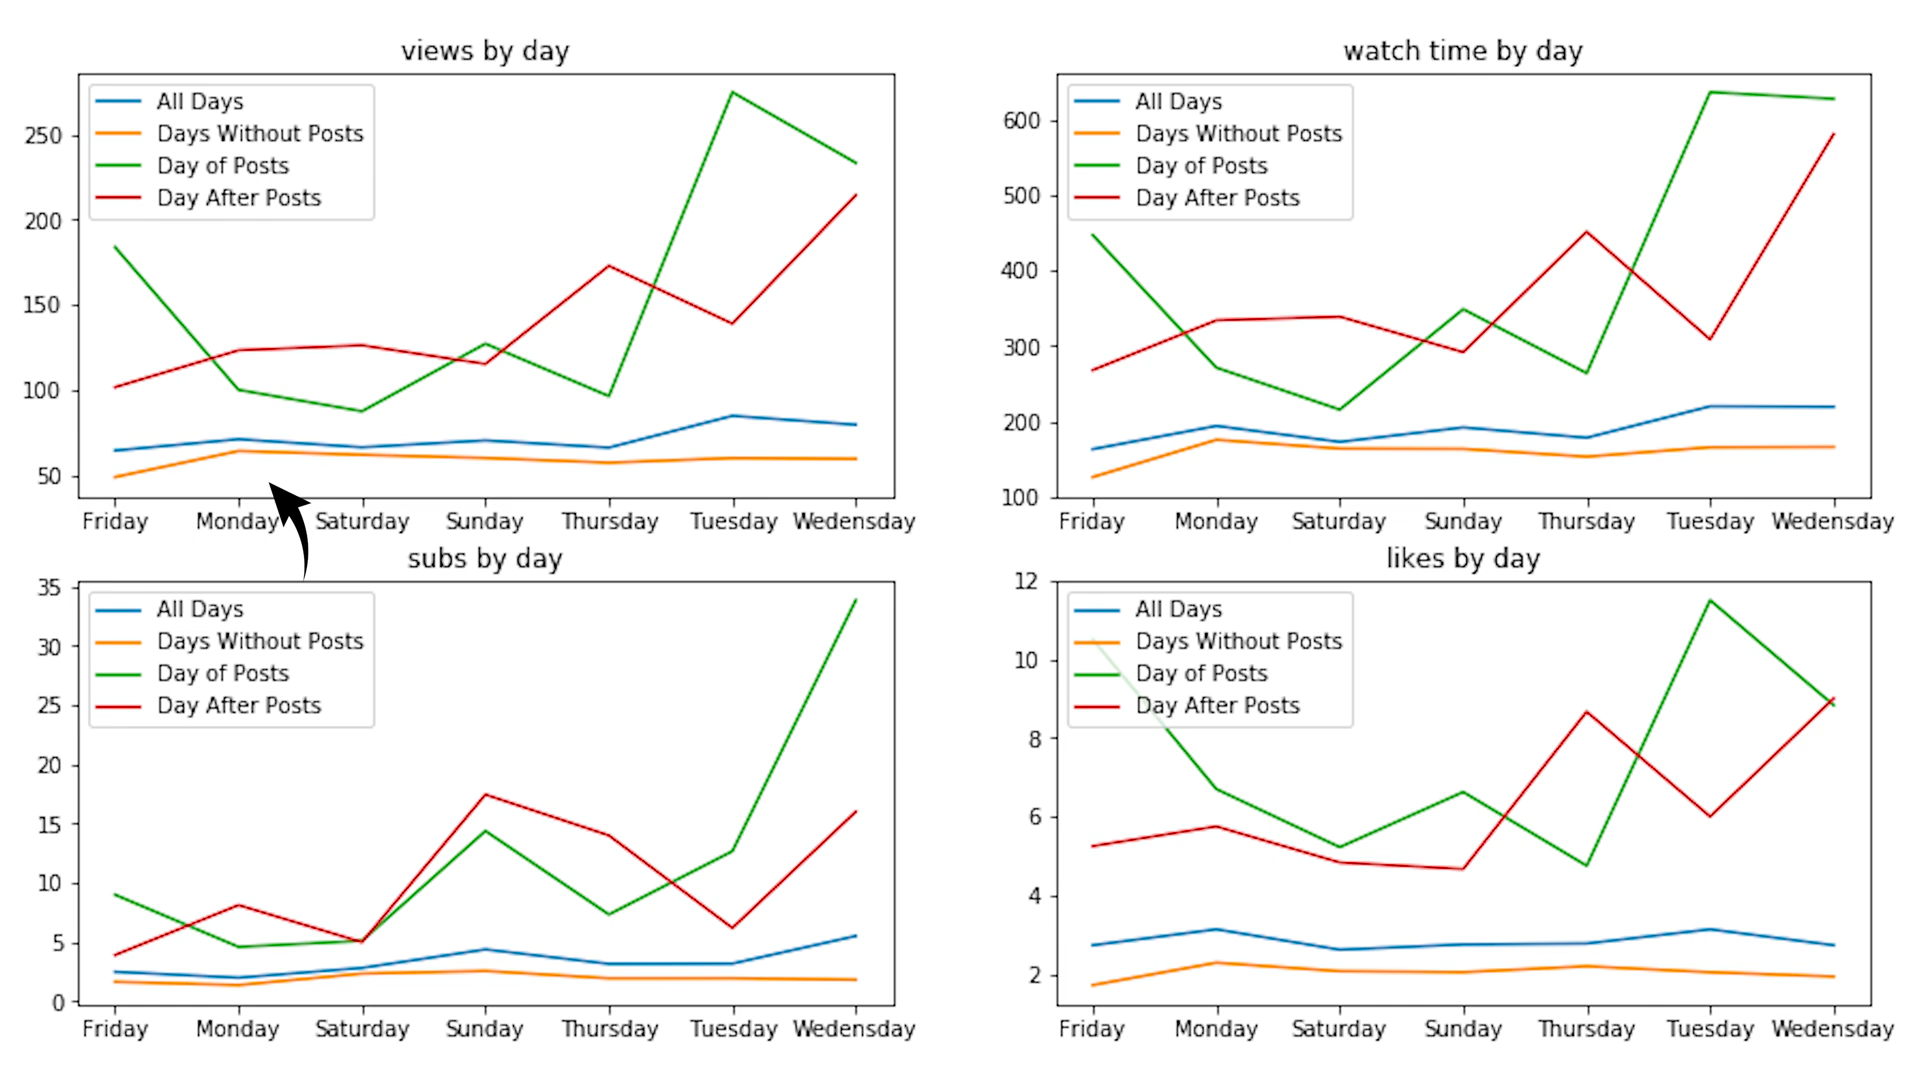 views by day
All Days
Days Without Posts
Day of Posts
Day After Posts
250
200
150
100
50
Friday Monday Saturday Sunday Thursday Tuesday Wedensday
watch time by day
All Days
Days Without Posts
Day of Posts
Day After Posts
600
500
400
300
200
100
Friday Monday Saturday Sunday Thursday Tuesday Wedensday
subs by day
All Days
Days Without Posts
Day of Posts
Day After Posts
35
30
25
20
15
10
5
0
Friday Monday Saturday Sunday Thursday Tuesday Wedensday
likes by day
All Days
Days Without Posts
Day of Posts
Day After Posts
12
10
8
6
4
2
Friday Monday Saturday Sunday Thursday Tuesday Wedensday